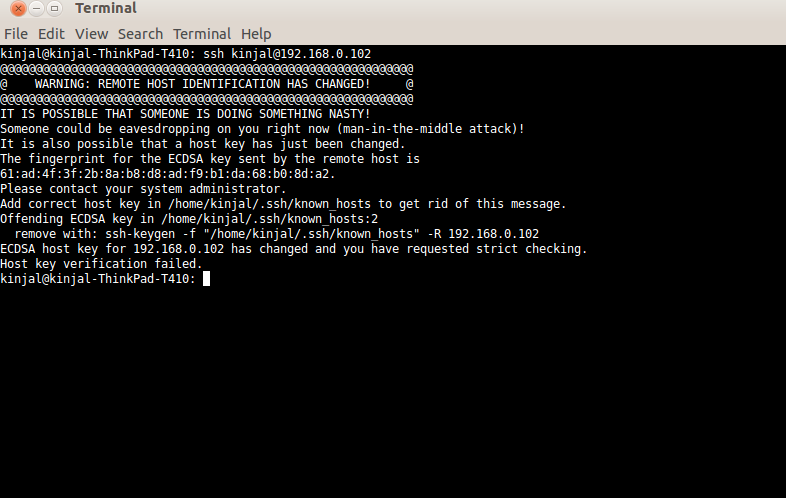 Terminal
File Edit View Search Terminal Help
kinjal@kinjal-ThinkPad-T410: ssh kinjal@192.168.0.102
@@@@@@@@@@@@@@@@@@@@@@@@@@@@@@@@@@@@@@@@@@@@@@@@@@@@@@@@@@@
@    WARNING: REMOTE HOST IDENTIFICATION HAS CHANGED!     @
@@@@@@@@@@@@@@@@@@@@@@@@@@@@@@@@@@@@@@@@@@@@@@@@@@@@@@@@@@@
IT IS POSSIBLE THAT SOMEONE IS DOING SOMETHING NASTY!
Someone could be eavesdropping on you right now (man-in-the-middle attack)!
It is also possible that a host key has just been changed.
The fingerprint for the ECDSA key sent by the remote host is
61:ad:4f:3f:2b:8a:b8:d8:ad:f9:b1:da:68:b0:8d:a2.
Please contact your system administrator.
Add correct host key in /home/kinjal/.ssh/known_hosts to get rid of this message.
Offending ECDSA key in /home/kinjal/.ssh/known_hosts:2
  remove with: ssh-keygen -f "/home/kinjal/.ssh/known_hosts" -R 192.168.0.102
ECDSA host key for 192.168.0.102 has changed and you have requested strict checking.
Host key verification failed.
kinjal@kinjal-ThinkPad-T410: